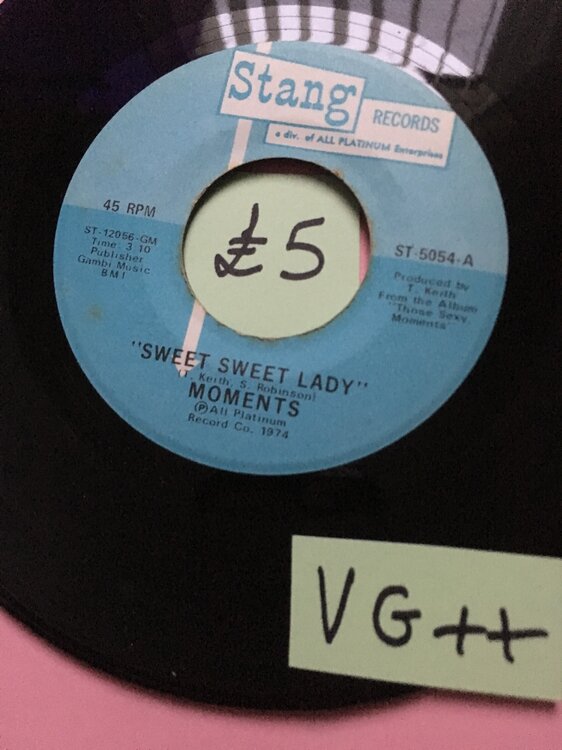 Stang
RECORDS
a div. of ALL PLATINUM Enterprises
45 RPM
ST-12056-GM
Time: 3:10
Publisher
Gambi Music
BMI
£5
ST-5054-A
Produced by
T. Keith
From the Album
"Those Sexy
Moments"
"SWEET SWEET LADY"
(T. Keith, S. Robinson)
MOMENTS
Ⓟ All Platinum
Record Co. 1974
VG++